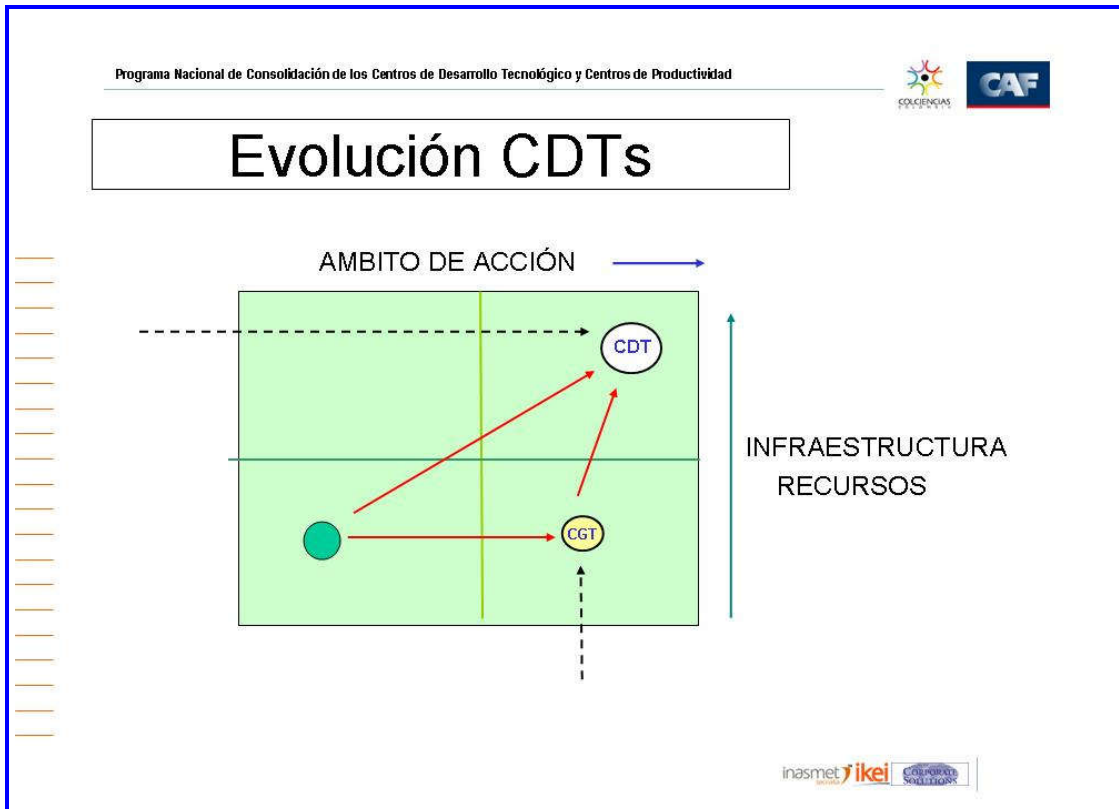 Programa Nacional de Consolidación de los Centros de Desarrollo Tecnológico y Centros de Productividad
COLCIENCIAS
COLOMBIA
CAF
Evolución CDTs
AMBITO DE ACCIÓN
CDT
INFRAESTRUCTURA
RECURSOS
CGT
inasmet
ikei
CORPORATE
SOLUTIONS